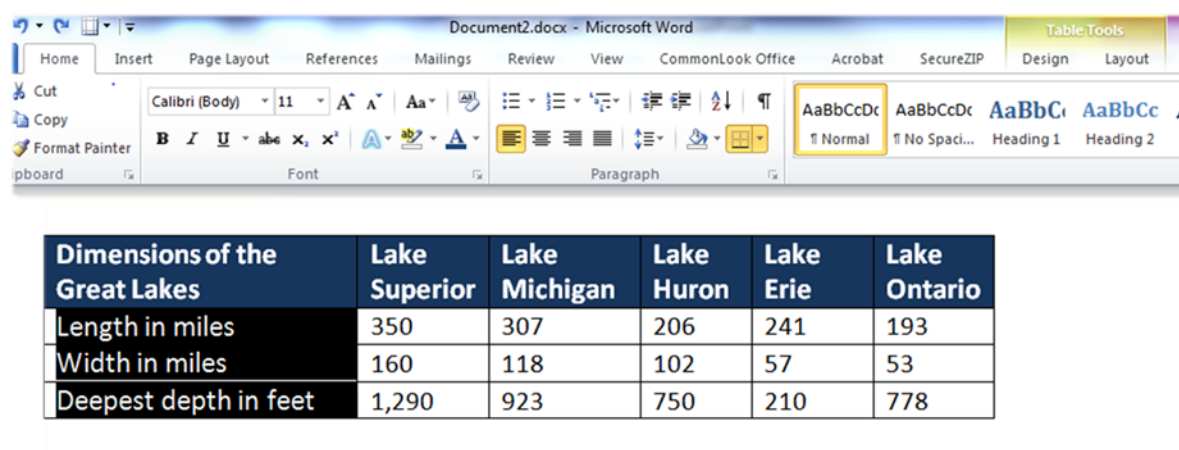 Document2.docx - Microsoft Word
Table Tools
Home Insert Page Layout References Mailings Review View CommonLook Office Acrobat SecureZIP Design Layout
Cut
Copy
Format Painter
pboard
Calibri (Body) 11 A A Aa
B I U abc x₂ x² A ab A
Font
Paragraph
AaBbCcDc AaBbCcDc AaBbC AaBbCc
¶ Normal ¶ No Spaci... Heading 1 Heading 2
Dimensions of the Lake Lake Lake Lake Lake
Great Lakes Superior Michigan Huron Erie Ontario
Length in miles 350 307 206 241 193
Width in miles 160 118 102 57 53
Deepest depth in feet 1,290 923 750 210 778